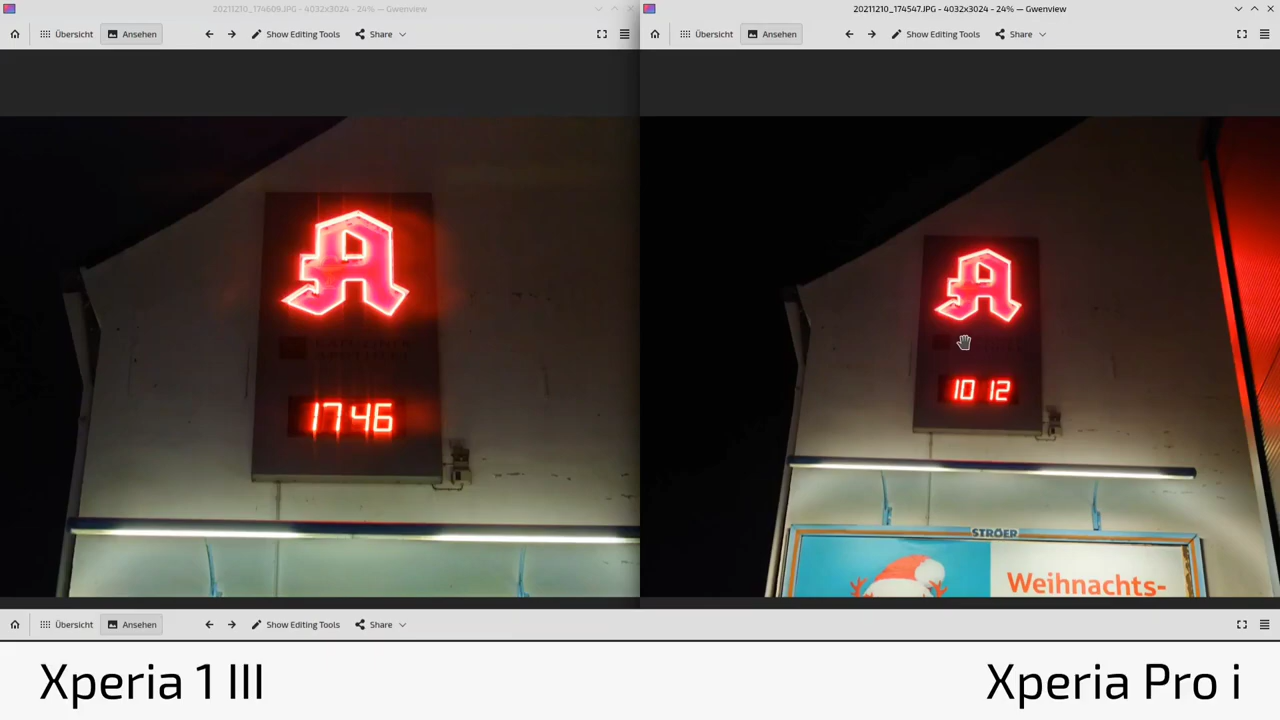 20211210_174609.JPG - 4032x3024 - 24% — Gwenview
20211210_174547.JPG - 4032x3024 - 24% — Gwenview
Übersicht Ansehen Show Editing Tools Share
Übersicht Ansehen Show Editing Tools Share
A
17 46
A
10 12
STRÖER
Weihnachts-
Übersicht Ansehen Show Editing Tools Share
Xperia 1 III
Xperia Pro i